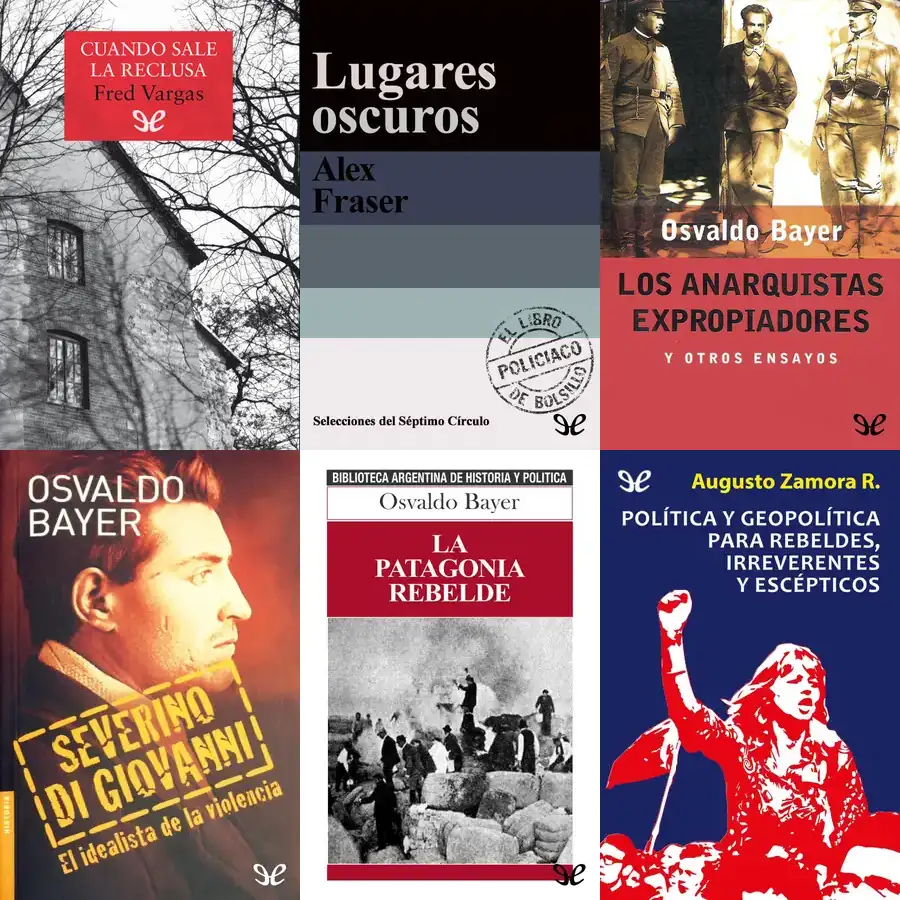 CUANDO SALE
LA RECLUSA
Fred Vargas
Lugares
oscuros
Alex
Fraser
EL LIBRO
POLICIACO
DE BOLSILLO
Selecciones del Séptimo Círculo
Osvaldo Bayer
LOS ANARQUISTAS
EXPROPIADORES
Y OTROS ENSAYOS
OSVALDO
BAYER
SEVERINO
DI GIOVANNI
El idealista de la violencia
BIBLIOTECA ARGENTINA DE HISTORIA Y POLITICA
Osvaldo Bayer
LA
PATAGONIA
REBELDE
Augusto Zamora R.
POLÍTICA Y GEOPOLÍTICA
PARA REBELDES,
IRREVERENTES
Y ESCÉPTICOS